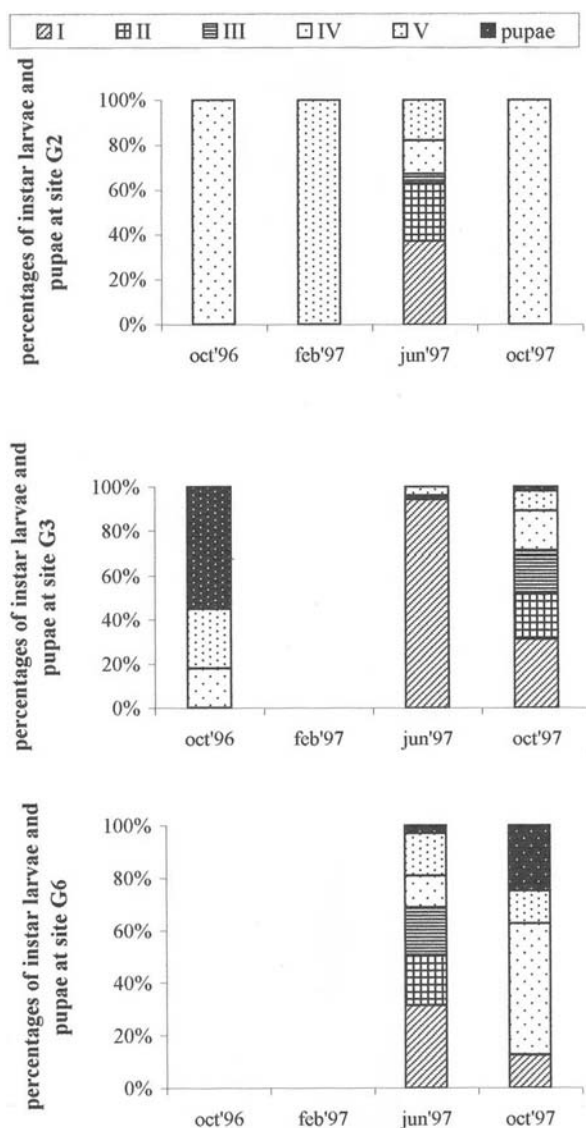 I II III IV V pupae
percentages of instar larvae and
pupae at site G2
100%
80%
60%
40%
20%
0%
oct'96 feb'97 jun'97 oct'97
percentages of instar larvae and
pupae at site G3
100%
80%
60%
40%
20%
0%
oct'96 feb'97 jun'97 oct'97
percentages of instar larvae and
pupae at site G6
100%
80%
60%
40%
20%
0%
oct'96 feb'97 jun'97 oct'97